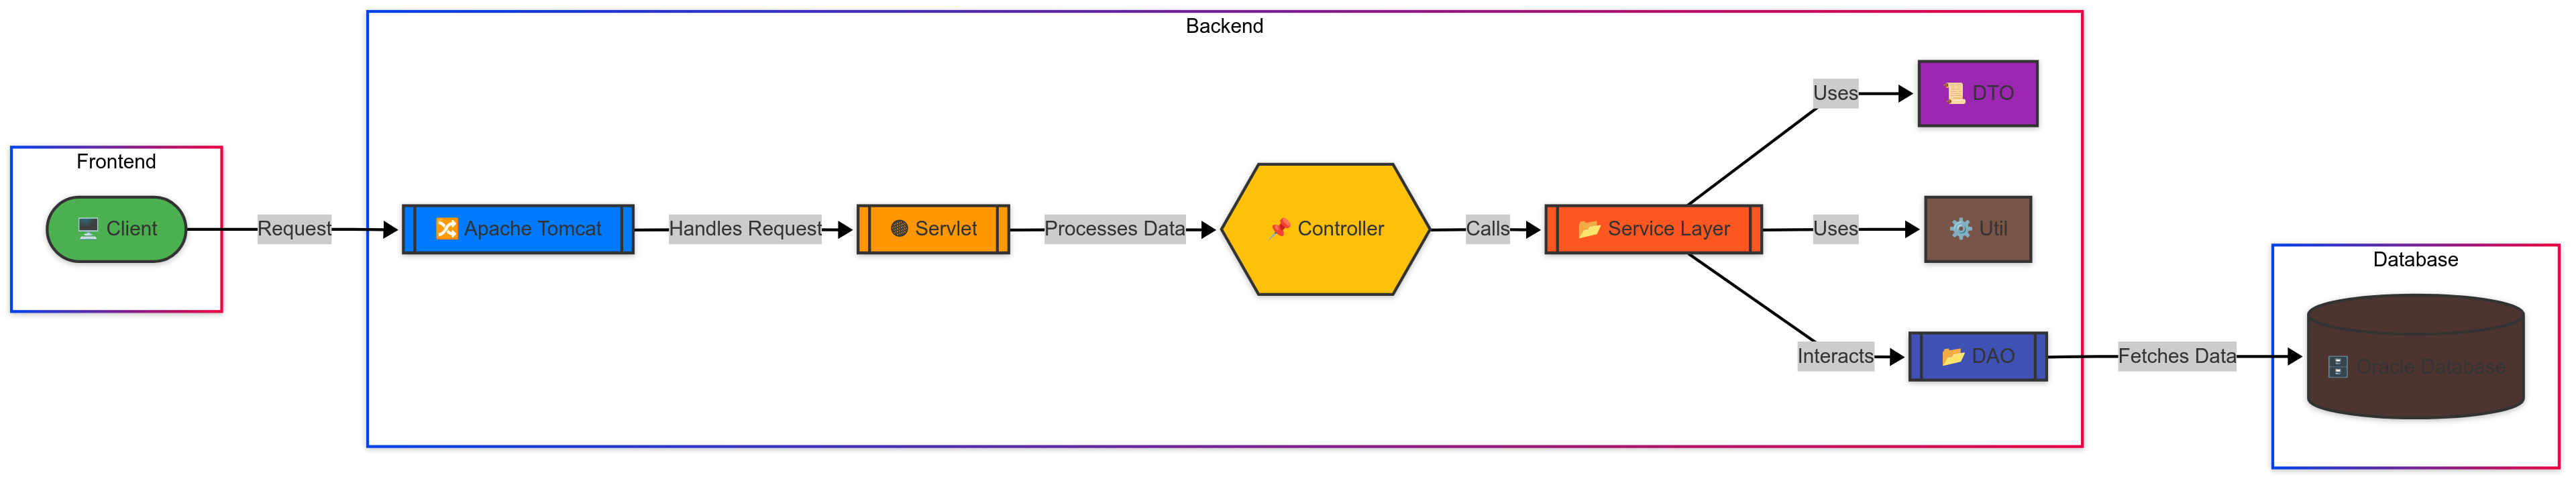 Backend
Frontend
🖥️ Client
Request
🔀 Apache Tomcat
Handles Request
Servlet
Processes Data
📌 Controller
Calls
📂 Service Layer
Uses
📜 DTO
Uses
⚙️ Util
Interacts
📂 DAO
Fetches Data
Database
🗄️ Oracle Database